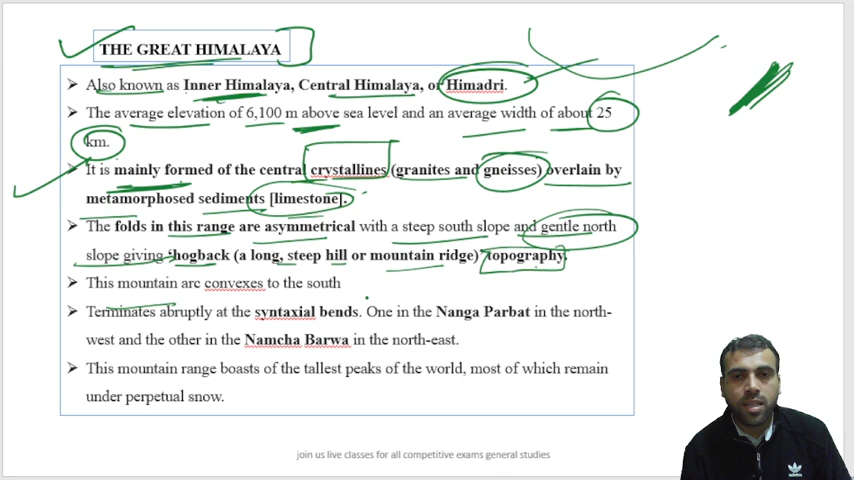 THE GREAT HIMALAYA
➤ Also known as Inner Himalaya, Central Himalaya, or Himadri.
➤ The average elevation of 6,100 m above sea level and an average width of about 25
km.
➤ It is mainly formed of the central crystallines (granites and gneisses) overlain by
metamorphosed sediments [limestone].
➤ The folds in this range are asymmetrical with a steep south slope and gentle north
slope giving 'hogback (a long, steep hill or mountain ridge)' topography.
➤ This mountain arc convexes to the south
➤ Terminates abruptly at the syntaxial bends. One in the Nanga Parbat in the north-
west and the other in the Namcha Barwa in the north-east.
➤ This mountain range boasts of the tallest peaks of the world, most of which remain
under perpetual snow.
join us live classes for all competitive exams general studies